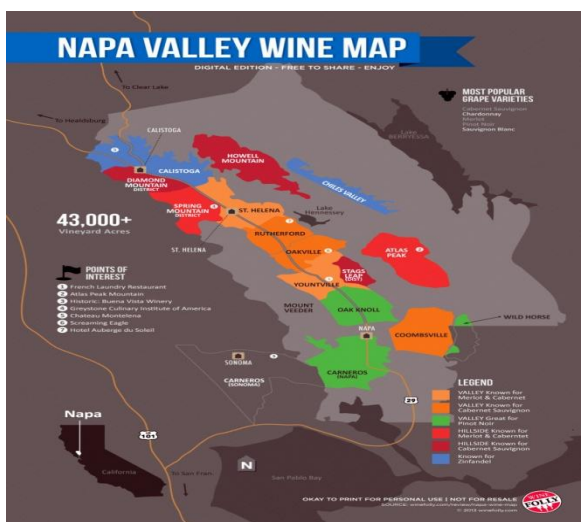 NAPA VALLEY WINE MAP
DIGITAL EDITION - FREE TO SHARE - ENJOY
To Clear Lake
To Healdsburg
MOST POPULAR
GRAPE VARIETIES
Cabernet Sauvignon
Chardonnay
Merlot
Pinot Noir
Sauvignon Blanc
Lake
BERRYESSA
CALISTOGA
CALISTOGA
HOWELL
MOUNTAIN
DIAMOND
MOUNTAIN
DISTRICT
CHILES VALLEY
SPRING
MOUNTAIN
DISTRICT
ST. HELENA
Lake
Hennessey
43,000+
Vineyard Acres
ST. HELENA
RUTHERFORD
OAKVILLE
ATLAS
PEAK
STAGS
LEAP
YOUNTVILLE
POINTS OF
INTEREST
1 French Laundry Restaurant
2 Atlas Peak Mountain
3 Historic: Buena Vista Winery
4 Greystone Culinary Institute of America
5 Chateau Montelena
6 Screaming Eagle
7 Hotel Auberge du Soleil
MOUNT
VEEDER
OAK KNOLL
WILD HORSE
NAPA
COOMBSVILLE
SONOMA
CARNEROS
(SONOMA)
CARNEROS
(NAPA)
29
LEGEND
VALLEY Known for
Merlot & Cabernet
VALLEY Known for
Cabernet Sauvignon
VALLEY Great for
Pinot Noir
HILLSIDE Known for
Merlot & Caberntet
HILLSIDE Known for
Cabernet Sauvignon
Known for
Zinfandel
Napa
California
101
To San Fran.
N
San Pablo Bay
OKAY TO PRINT FOR PERSONAL USE | NOT FOR RESALE
© 2013 winefolly.com
WINE
FOLLY